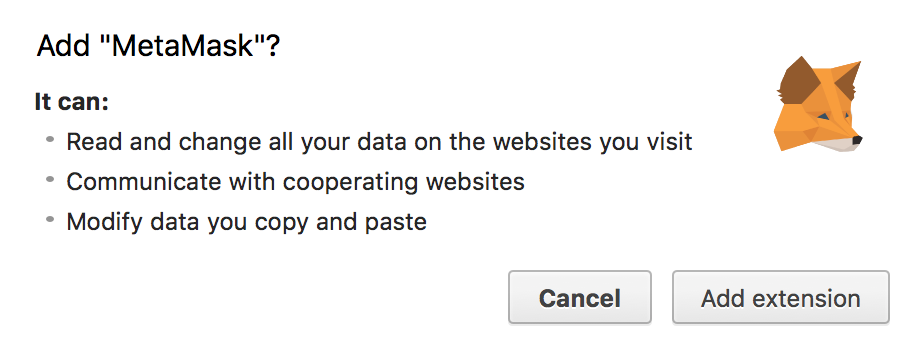 Add "MetaMask"?
It can:
Read and change all your data on the websites you visit
Communicate with cooperating websites
Modify data you copy and paste
Cancel
Add extension